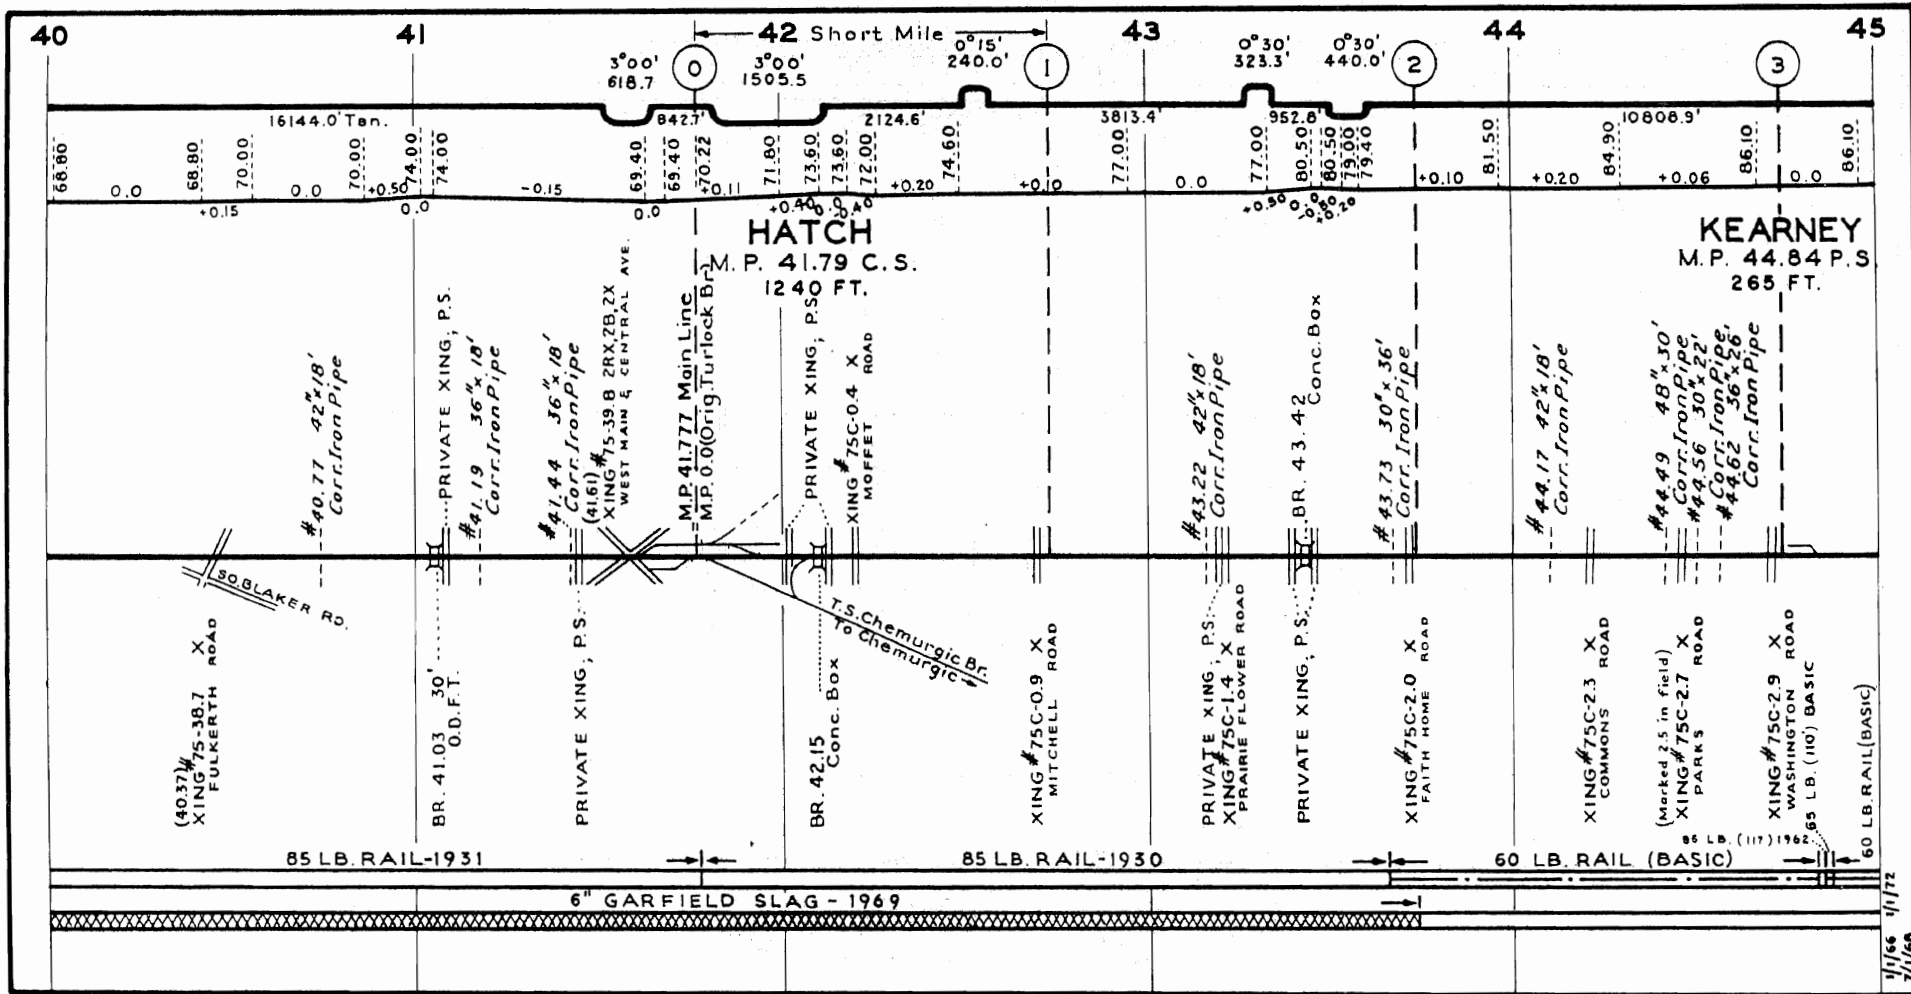 40 41 42 Short Mile 43 44 45
3°00' 618.7
0
3°00' 1505.5
0°15' 240.0'
1
0°30' 323.3'
0°30' 440.0'
2
3
16144.0' Tan. 842.7' 2124.6' 3813.4' 952.8' 10808.9'
68.80 68.80 70.00 70.00 74.00 74.00 69.40 69.40 70.22 71.80 73.60 73.60 72.00 74.60 77.00 77.00 80.50 80.50 79.00 79.40 81.50 84.90 86.10 86.10
0.0 +0.15 0.0 +0.50 0.0 -0.15 0.0 +0.11 +0.40 0.0 -0.40 +0.20 +0.10 0.0 +0.50 0.0 -0.80 +0.20 +0.10 +0.20 +0.06 0.0
HATCH
M.P. 41.79 C.S.
1240 FT.
KEARNEY
M.P. 44.84 P.S.
265 FT.
#40.77 42"x18'
Corr. Iron Pipe
PRIVATE XING, P.S.
#41.19 36"x18'
Corr. Iron Pipe
#41.44 36"x18'
Corr. Iron Pipe
(41.61)
XING #75-39.8 2RX,2B,2X
WEST MAIN & CENTRAL AVE.
M.P. 41.777 Main Line
M.P. 0.0 (Orig. Turlock Br.)
PRIVATE XING, P.S.
XING #75C-0.4 X
MOFFET ROAD
#43.22 42"x18'
Corr. Iron Pipe
BR. 43.42
Conc. Box
#43.73 30"x36'
Corr. Iron Pipe
#44.17 42"x18'
Corr. Iron Pipe
#44.49 48"x30'
Corr. Iron Pipe
#44.56 30"x22'
Corr. Iron Pipe
#44.62 36"x26'
Corr. Iron Pipe
SO. BLAKER RD.
T.S. Chemurgic Br.
To Chemurgic
(40.37)
XING #75-38.7 X
FULKERTH ROAD
BR. 41.03 30'
O.D.F.T.
PRIVATE XING, P.S.
BR. 42.15
Conc. Box
XING #75C-0.9 X
MITCHELL ROAD
PRIVATE XING, P.S.
XING #75C-1.4 X
PRAIRIE FLOWER ROAD
PRIVATE XING, P.S.
XING #75C-2.0 X
FAITH HOME ROAD
XING #75C-2.3 X
COMMONS ROAD
(Marked 2.5 in field)
XING #75C-2.7 X
PARKS ROAD
XING #75C-2.9 X
WASHINGTON ROAD
65 LB. (110') BASIC
85 LB. (117') 1962
60 LB. RAIL (BASIC)
85 LB. RAIL-1931 85 LB. RAIL-1930 60 LB. RAIL (BASIC)
6" GARFIELD SLAG - 1969
1/1/72
1/1/66